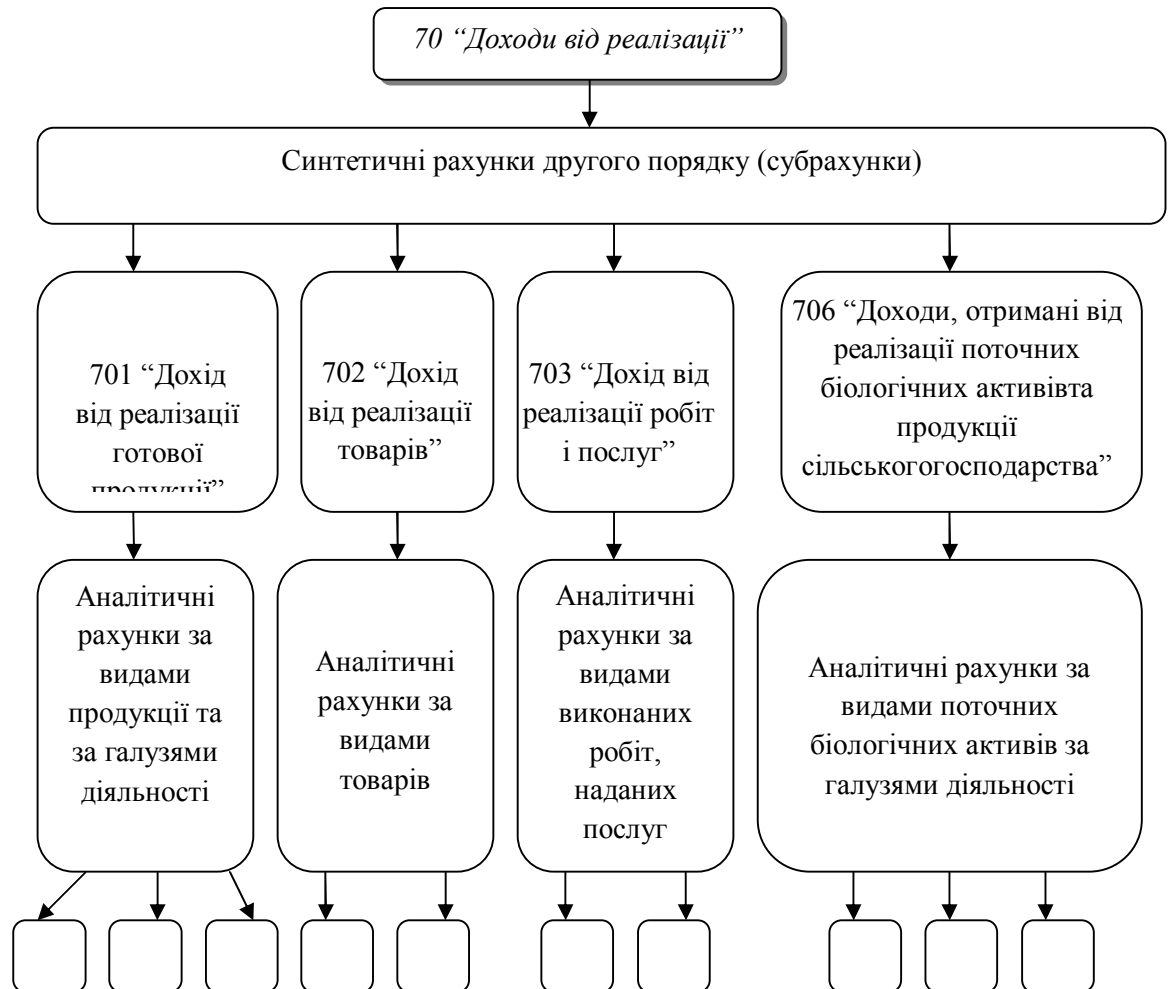 70 “Доходи від реалізації”
Синтетичні рахунки другого порядку (субрахунки)
701 “Дохід
від реалізації
готової
продукції”
702 “Дохід
від реалізації
товарів”
703 “Дохід від
реалізації робіт
і послуг”
706 “Доходи, отримані від
реалізації поточних
біологічних активівта
продукції
сільськогогосподарства”
Аналітичні
рахунки за
видами
продукції та
за галузями
діяльності
Аналітичні
рахунки за
видами
товарів
Аналітичні
рахунки за
видами
виконаних
робіт,
наданих
послуг
Аналітичні рахунки за
видами поточних
біологічних активів за
галузями діяльності